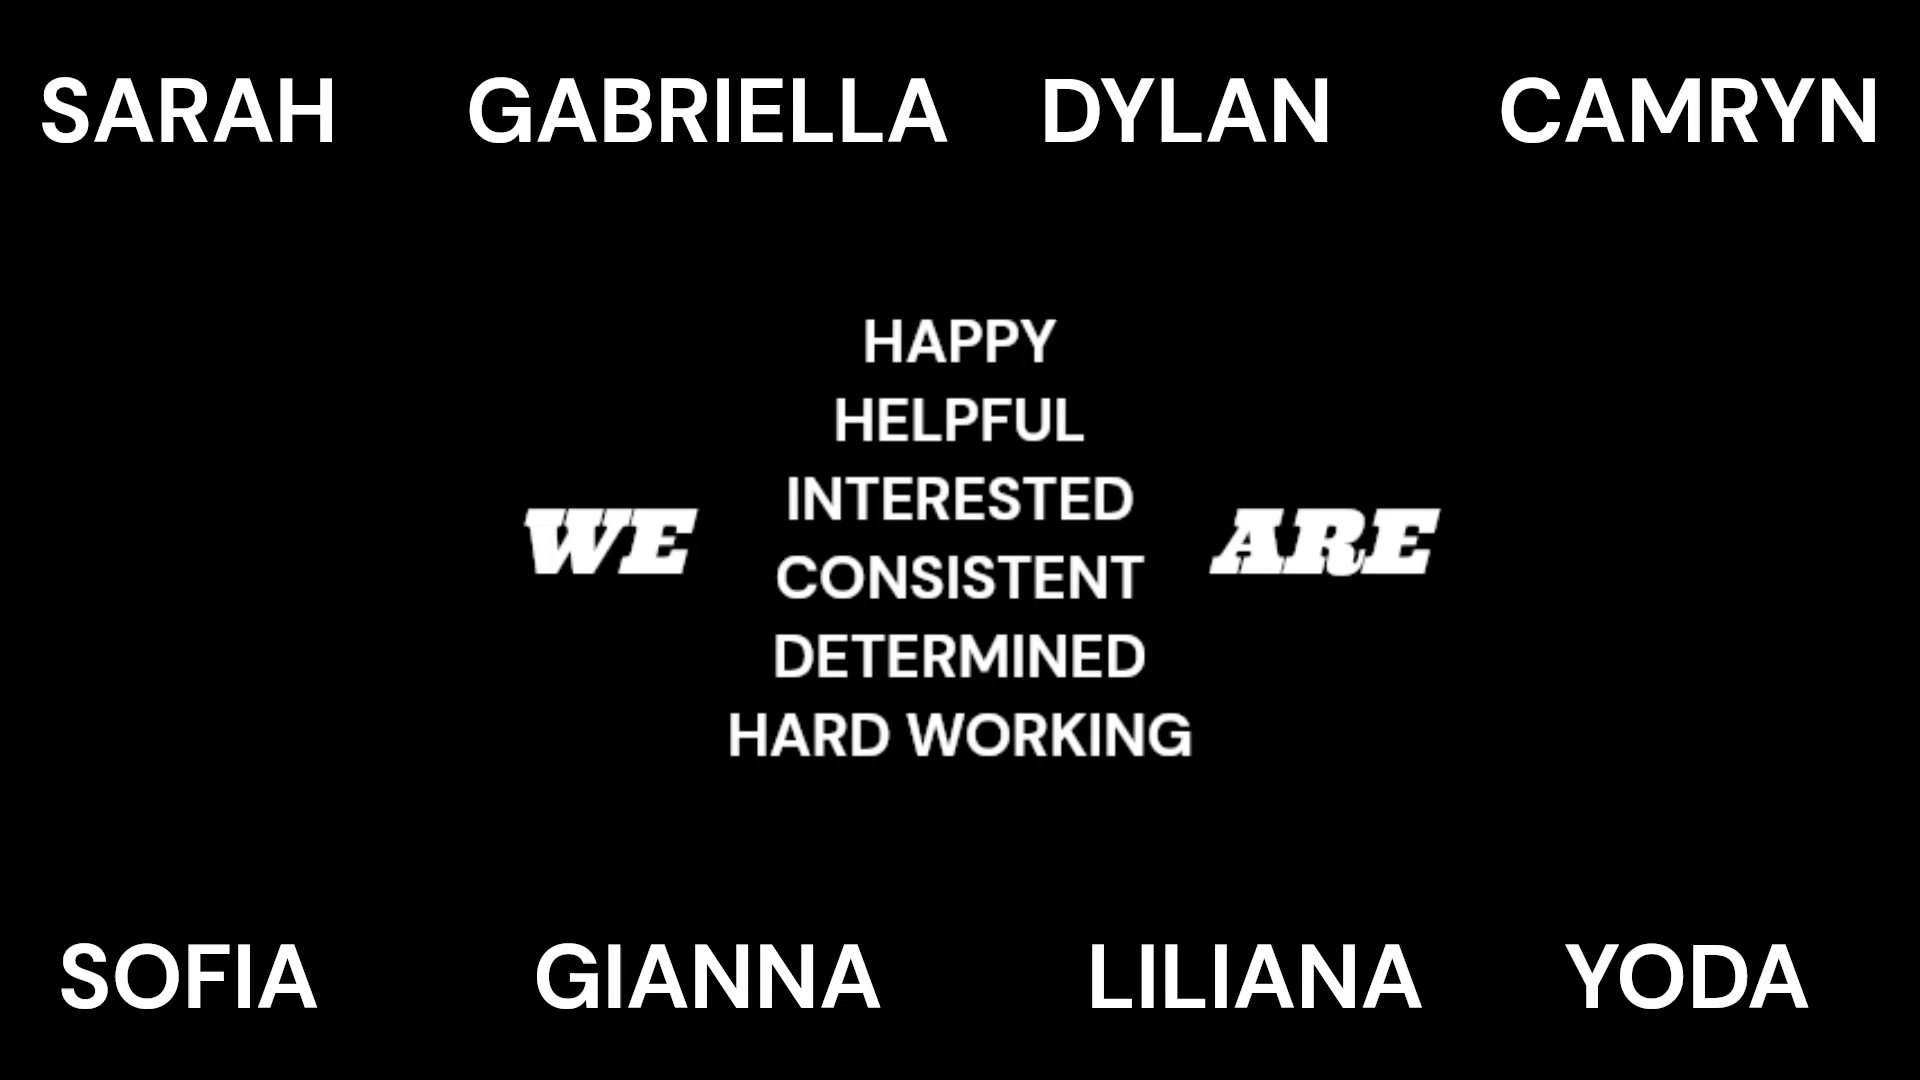 SARAH GABRIELLA DYLAN CAMRYN
HAPPY
HELPFUL
INTERESTED
WE ARE
CONSISTENT
DETERMINED
HARD WORKING
SOFIA GIANNA LILIANA YODA